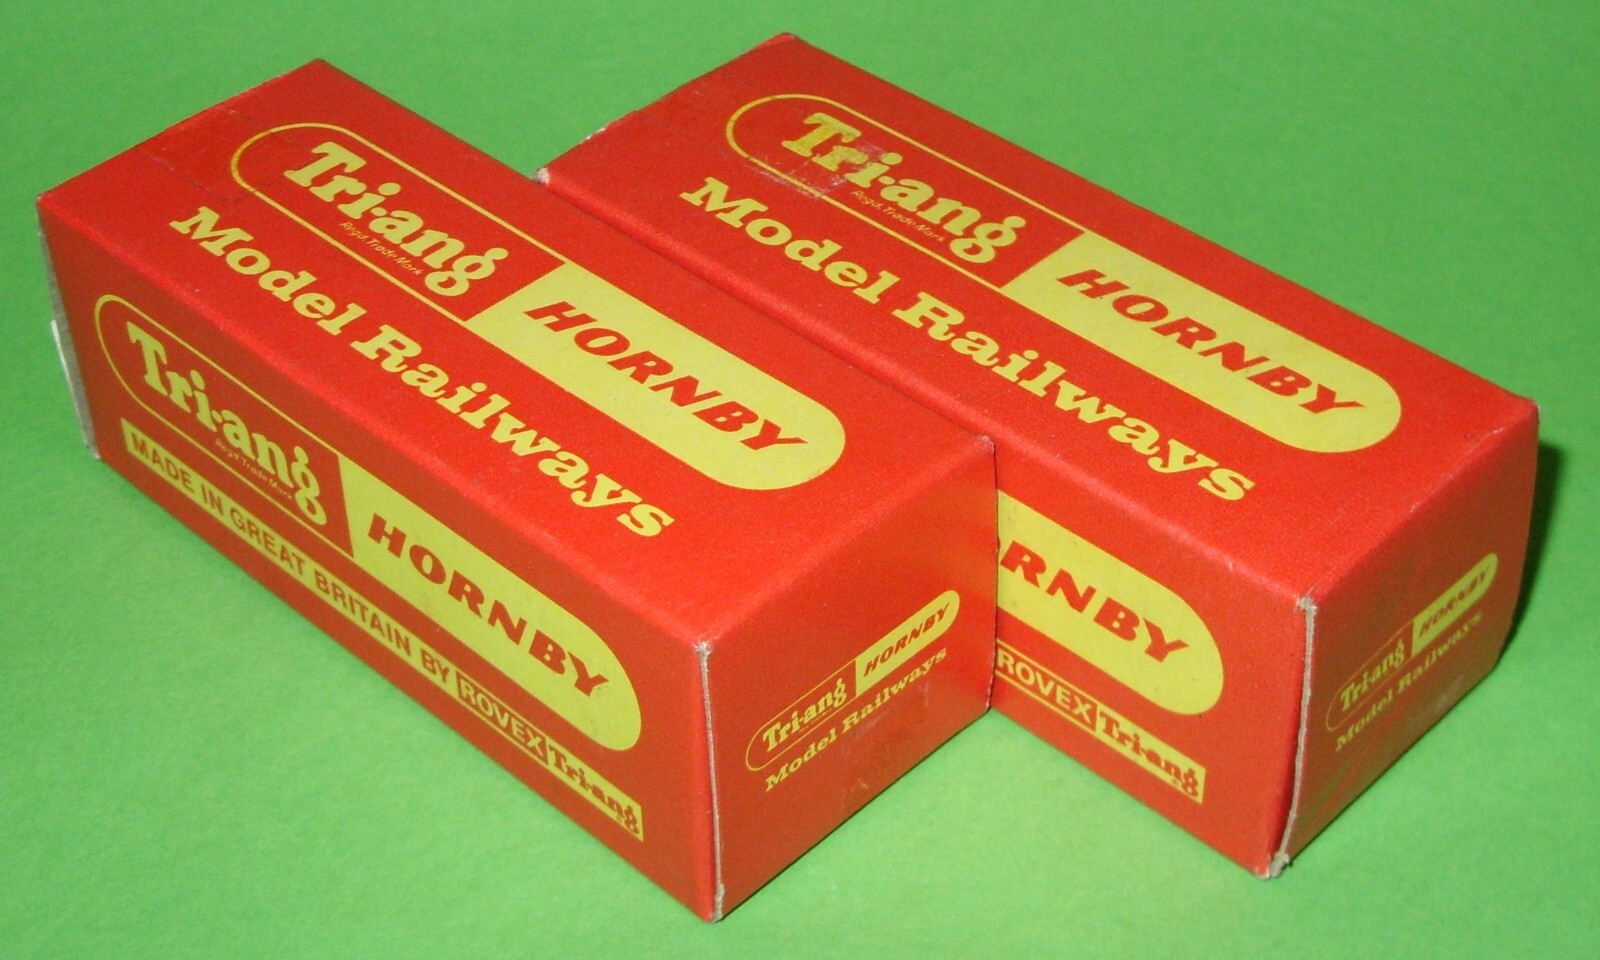 Tri-ang HORNBY
Regd. Trade Mark
Model Railways
Tri-ang HORNBY
Regd. Trade Mark
MADE IN GREAT BRITAIN BY ROVEX Tri-ang
Tri-ang HORNBY
Model Railways
Tri-ang HORNBY
Regd. Trade Mark
Model Railways
RNBY
ROVEX Tri-ang
Tri-ang HORNBY
Model Railways